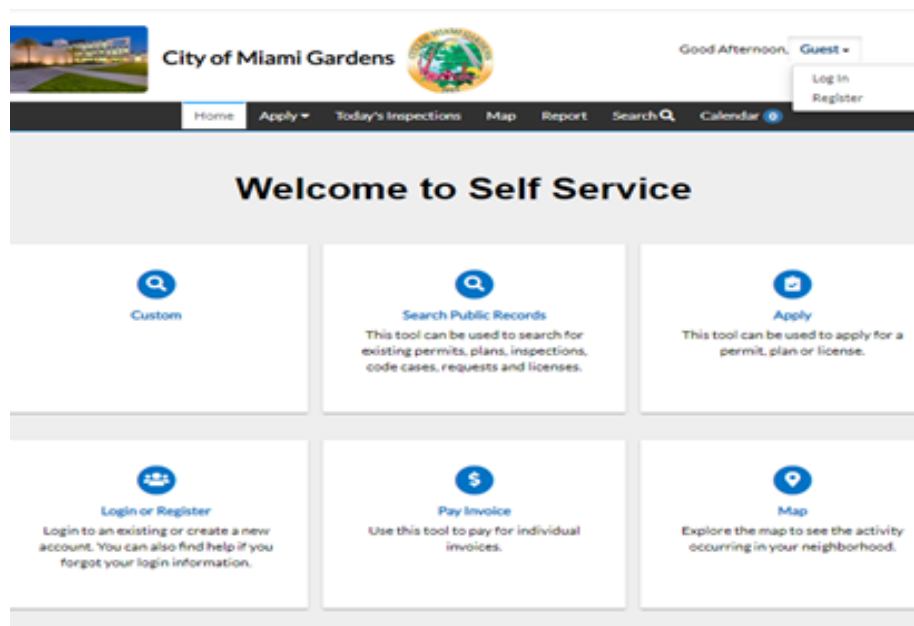 City of Miami Gardens
CITY OF MIAMI GARDENS
Good Afternoon, Guest
Log In
Register
Home Apply Today's Inspections Map Report Search Calendar 0
Welcome to Self Service
Custom
Search Public Records
This tool can be used to search for
existing permits, plans, inspections,
code cases, requests and licenses.
Apply
This tool can be used to apply for a
permit, plan or license.
Login or Register
Login to an existing or create a new
account. You can also find help if you
forgot your login information.
Pay Invoice
Use this tool to pay for individual
invoices.
Map
Explore the map to see the activity
occurring in your neighborhood.